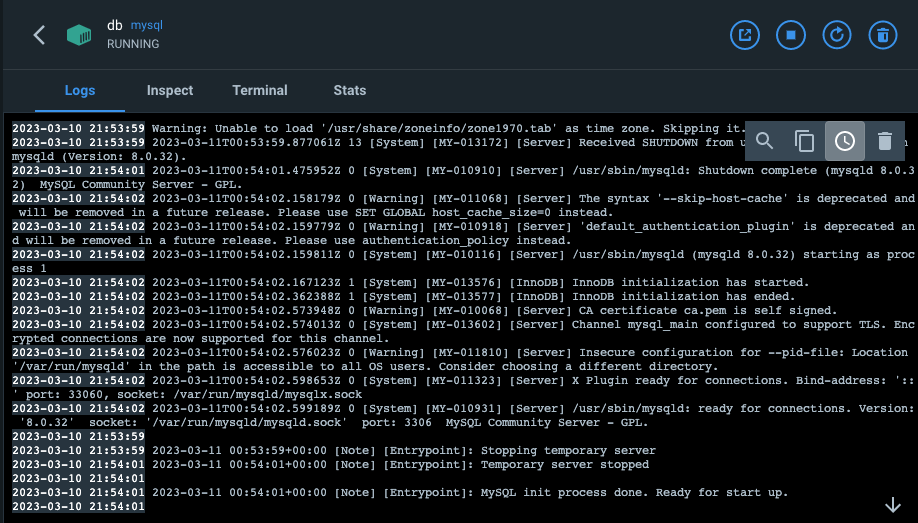 db mysql
RUNNING
Logs Inspect Terminal Stats
2023-03-10 21:53:59 Warning: Unable to load '/usr/share/zoneinfo/zone1970.tab' as time zone. Skipping it.
2023-03-10 21:53:59 2023-03-11T00:53:59.877061Z 13 [System] [MY-013172] [Server] Received SHUTDOWN from
mysqld (Version: 8.0.32).
2023-03-10 21:54:01 2023-03-11T00:54:01.475952Z 0 [System] [MY-010910] [Server] /usr/sbin/mysqld: Shutdown complete (mysqld 8.0.3
2)  MySQL Community Server - GPL.
2023-03-10 21:54:02 2023-03-11T00:54:02.158179Z 0 [Warning] [MY-011068] [Server] The syntax '--skip-host-cache' is deprecated and
will be removed in a future release. Please use SET GLOBAL host_cache_size=0 instead.
2023-03-10 21:54:02 2023-03-11T00:54:02.159779Z 0 [Warning] [MY-010918] [Server] 'default_authentication_plugin' is deprecated an
d will be removed in a future release. Please use authentication_policy instead.
2023-03-10 21:54:02 2023-03-11T00:54:02.159811Z 0 [System] [MY-010116] [Server] /usr/sbin/mysqld (mysqld 8.0.32) starting as proc
ess 1
2023-03-10 21:54:02 2023-03-11T00:54:02.167123Z 1 [System] [MY-013576] [InnoDB] InnoDB initialization has started.
2023-03-10 21:54:02 2023-03-11T00:54:02.362388Z 1 [System] [MY-013577] [InnoDB] InnoDB initialization has ended.
2023-03-10 21:54:02 2023-03-11T00:54:02.573948Z 0 [Warning] [MY-010068] [Server] CA certificate ca.pem is self signed.
2023-03-10 21:54:02 2023-03-11T00:54:02.574013Z 0 [System] [MY-013602] [Server] Channel mysql_main configured to support TLS. Enc
rypted connections are now supported for this channel.
2023-03-10 21:54:02 2023-03-11T00:54:02.576023Z 0 [Warning] [MY-011810] [Server] Insecure configuration for --pid-file: Location
'/var/run/mysqld' in the path is accessible to all OS users. Consider choosing a different directory.
2023-03-10 21:54:02 2023-03-11T00:54:02.598653Z 0 [System] [MY-011323] [Server] X Plugin ready for connections. Bind-address: '::
' port: 33060, socket: /var/run/mysqld/mysqlx.sock
2023-03-10 21:54:02 2023-03-11T00:54:02.599189Z 0 [System] [MY-010931] [Server] /usr/sbin/mysqld: ready for connections. Version:
'8.0.32'  socket: '/var/run/mysqld/mysqld.sock'  port: 3306  MySQL Community Server - GPL.
2023-03-10 21:53:59
2023-03-10 21:53:59 2023-03-11 00:53:59+00:00 [Note] [Entrypoint]: Stopping temporary server
2023-03-10 21:54:01 2023-03-11 00:54:01+00:00 [Note] [Entrypoint]: Temporary server stopped
2023-03-10 21:54:01
2023-03-10 21:54:01 2023-03-11 00:54:01+00:00 [Note] [Entrypoint]: MySQL init process done. Ready for start up.
2023-03-10 21:54:01